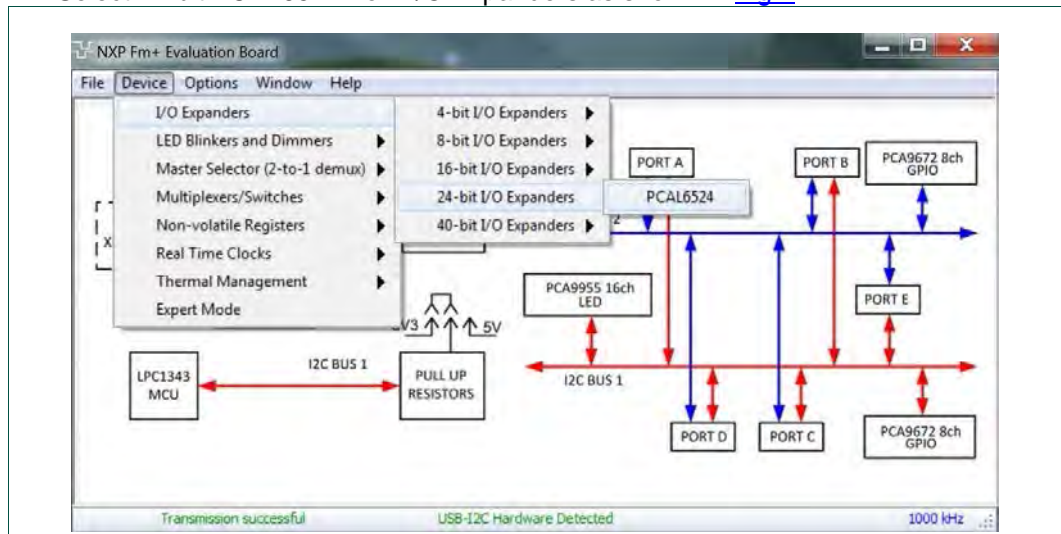 NXP Fm+ Evaluation Board
File Device Options Window Help
I/O Expanders
LED Blinkers and Dimmers
Master Selector (2-to-1 demux)
Multiplexers/Switches
Non-volatile Registers
Real Time Clocks
Thermal Management
Expert Mode
4-bit I/O Expanders
8-bit I/O Expanders
16-bit I/O Expanders
24-bit I/O Expanders
40-bit I/O Expanders
PCAL6524
PORT A
PORT B
PCA9672 8ch
GPIO
2
X
PCA9955 16ch
LED
PORT E
V3
5V
LPC1343
MCU
I2C BUS 1
PULL UP
RESISTORS
I2C BUS 1
PORT D
PORT C
PCA9672 8ch
GPIO
Transmission successful
USB-I2C Hardware Detected
1000 kHz